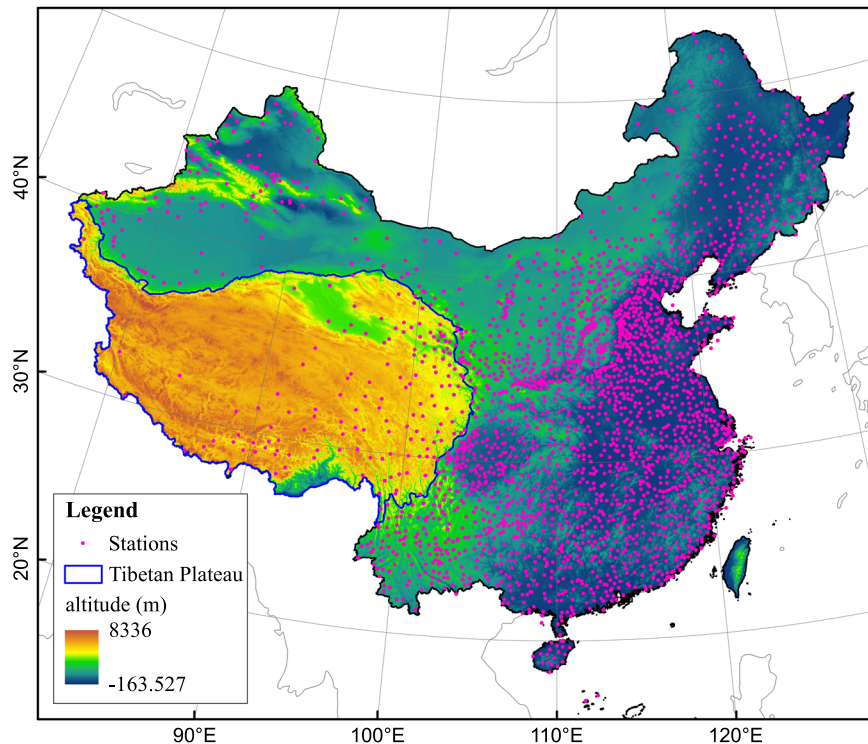 40°N
30°N
20°N
Legend
Stations
Tibetan Plateau
altitude (m)
8336
-163.527
90°E
100°E
110°E
120°E